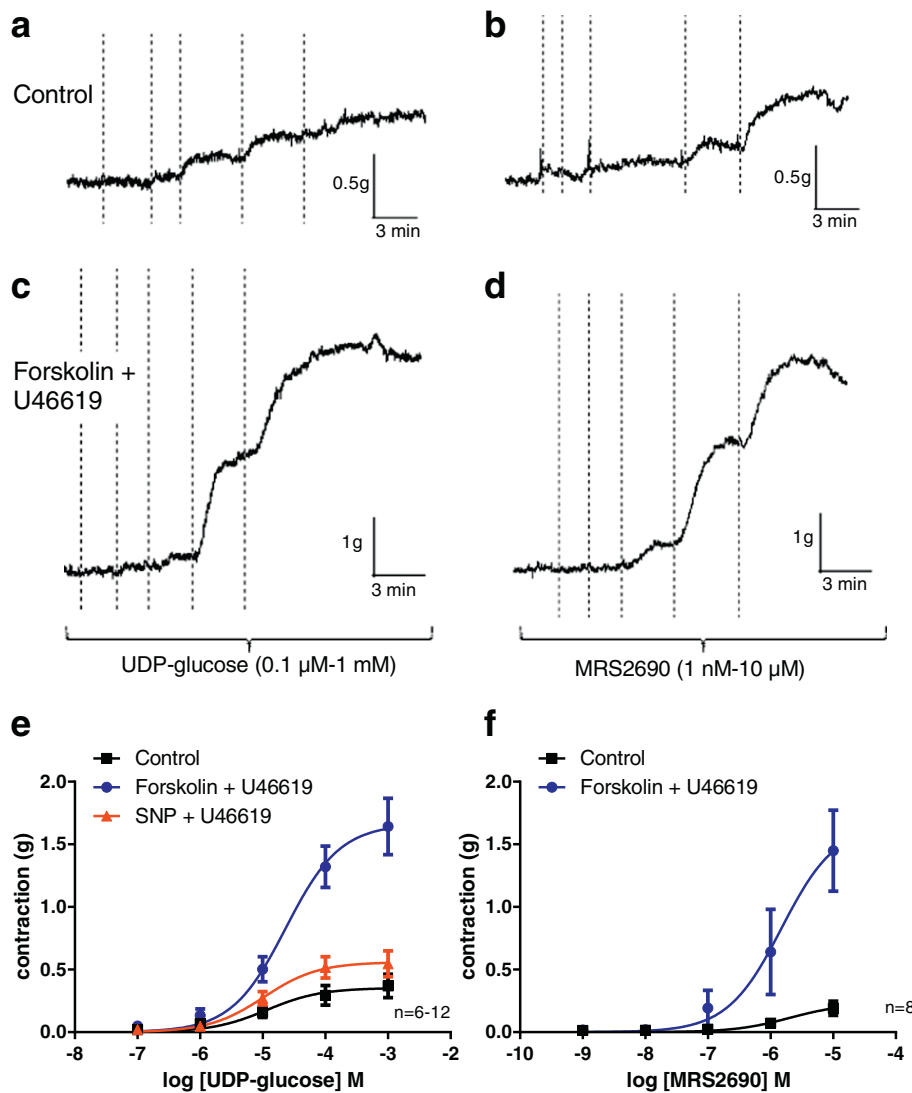 a
b
Control
0.5g
3 min
0.5g
3 min
c
d
Forskolin +
U46619
1g
3 min
1g
3 min
UDP-glucose (0.1 µM-1 mM)
MRS2690 (1 nM-10 µM)
e
Control
Forskolin + U46619
SNP + U46619
2.0
1.5
1.0
0.5
0.0
contraction (g)
n=6-12
-8 -7 -6 -5 -4 -3 -2
log [UDP-glucose] M
f
Control
Forskolin + U46619
2.0
1.5
1.0
0.5
0.0
contraction (g)
n=8
-10 -9 -8 -7 -6 -5 -4
log [MRS2690] M